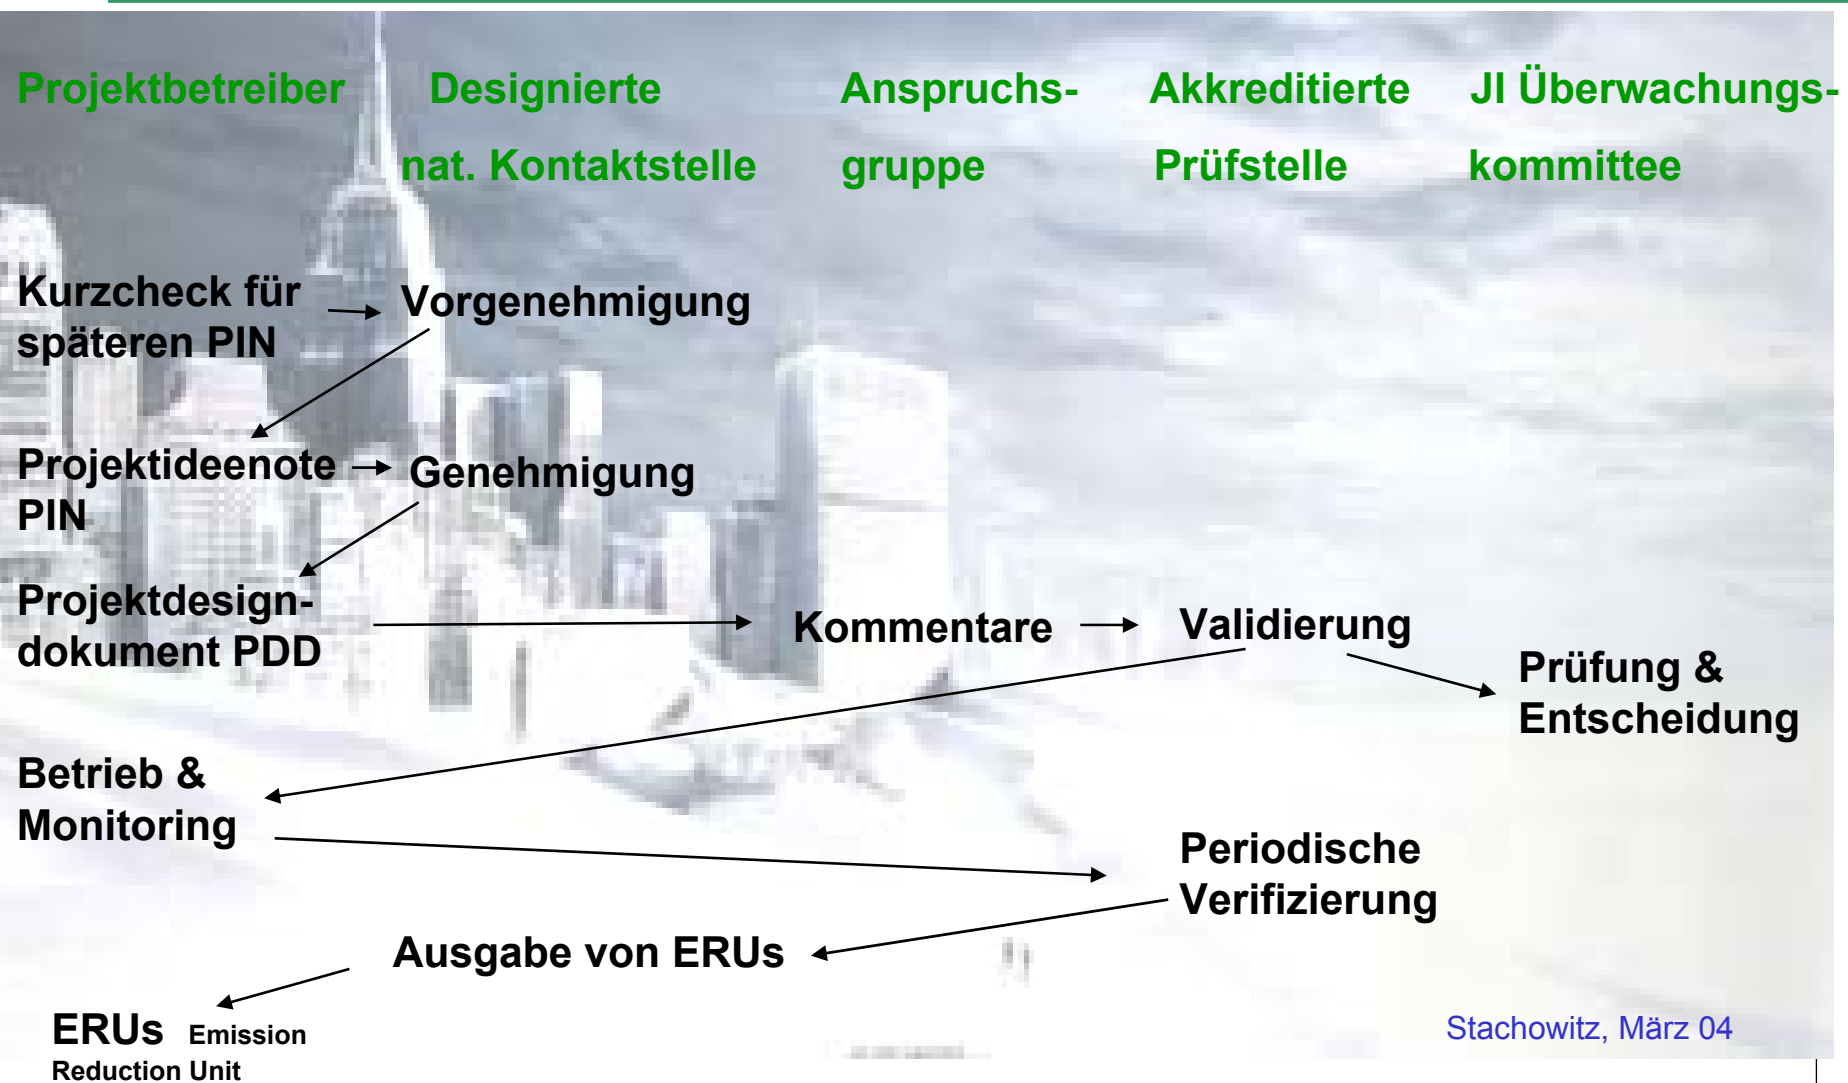 Projektbetreiber Designierte Anspruchs- Akkreditierte JI Überwachungs-
nat. Kontaktstelle gruppe Prüfstelle kommittee
Kurzcheck für
späteren PIN
Vorgenehmigung
Projektideenote
PIN
Genehmigung
Projektdesign-
dokument PDD
Kommentare
Validierung
Prüfung &
Entscheidung
Betrieb &
Monitoring
Periodische
Verifizierung
Ausgabe von ERUs
ERUs Emission
Reduction Unit
Stachowitz, März 04